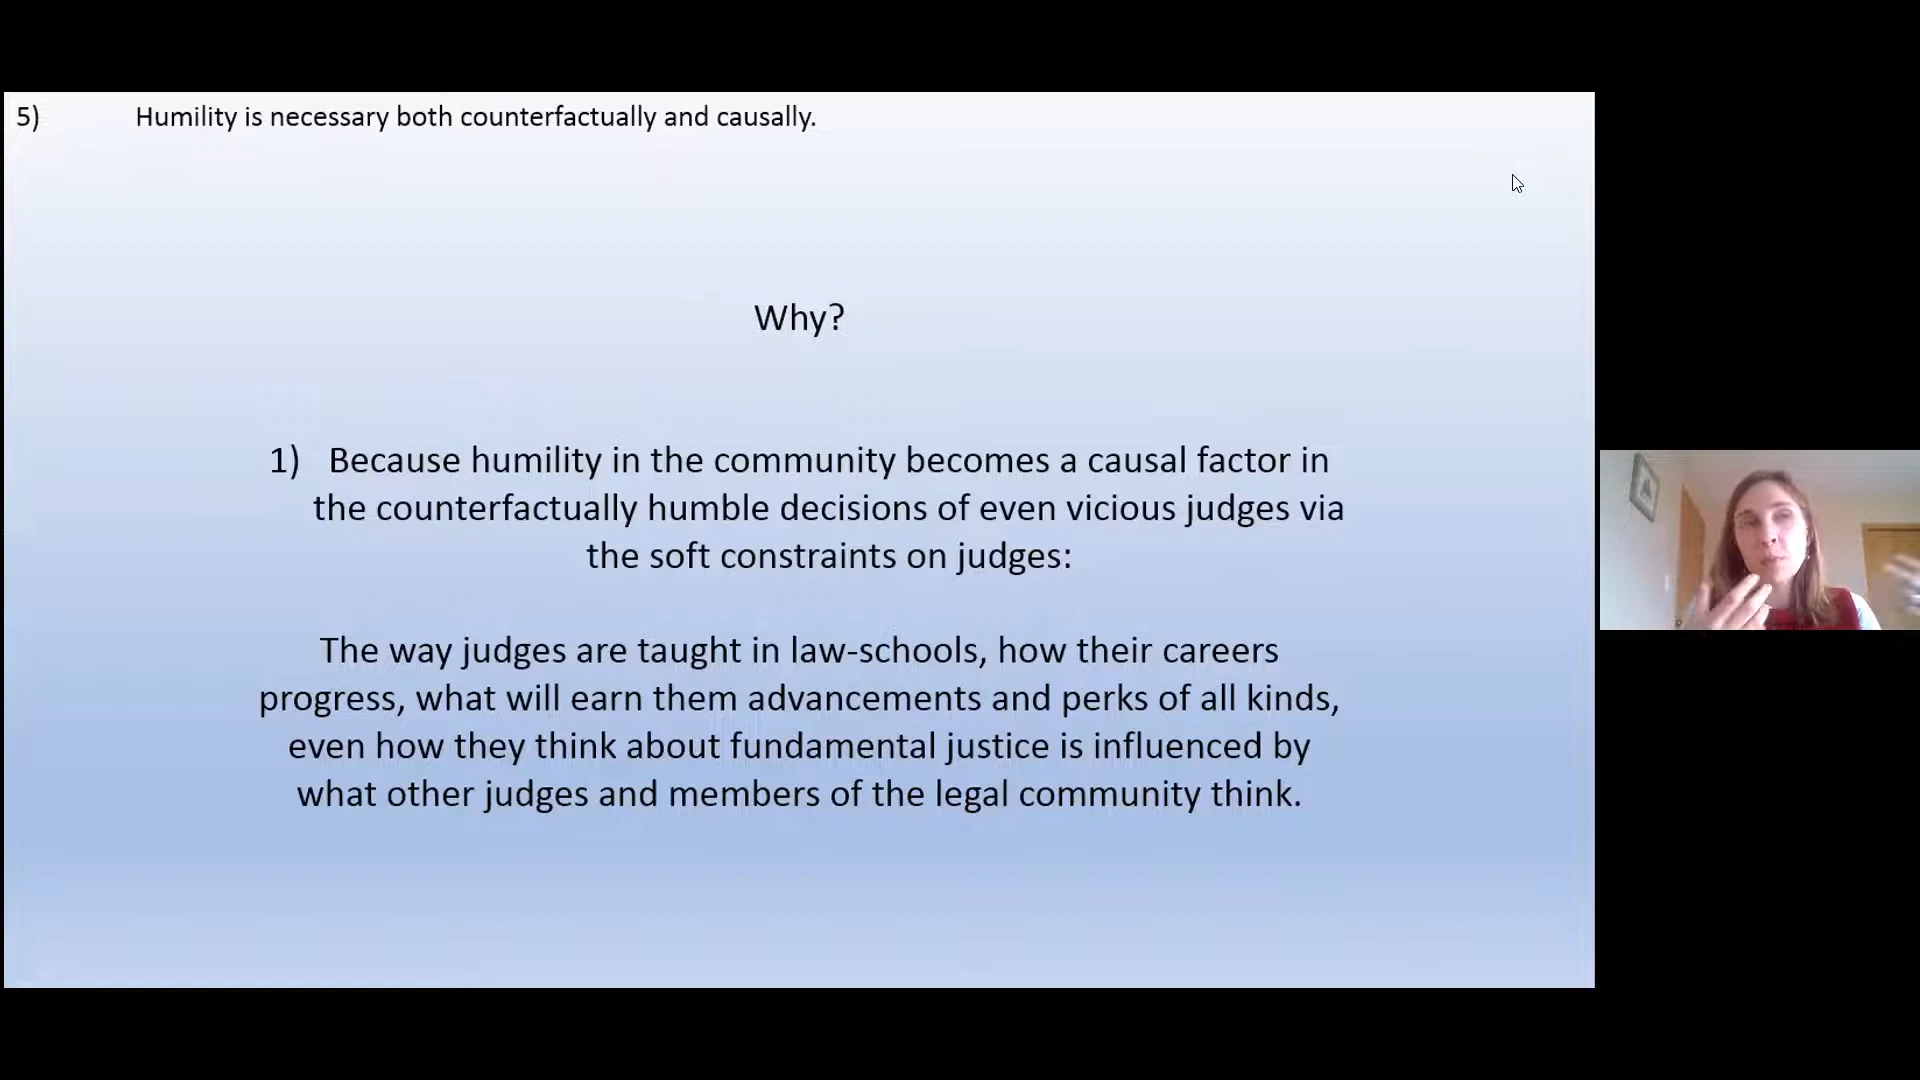 5) Humility is necessary both counterfactually and causally.
Why?
1) Because humility in the community becomes a causal factor in
the counterfactually humble decisions of even vicious judges via
the soft constraints on judges:
The way judges are taught in law-schools, how their careers
progress, what will earn them advancements and perks of all kinds,
even how they think about fundamental justice is influenced by
what other judges and members of the legal community think.